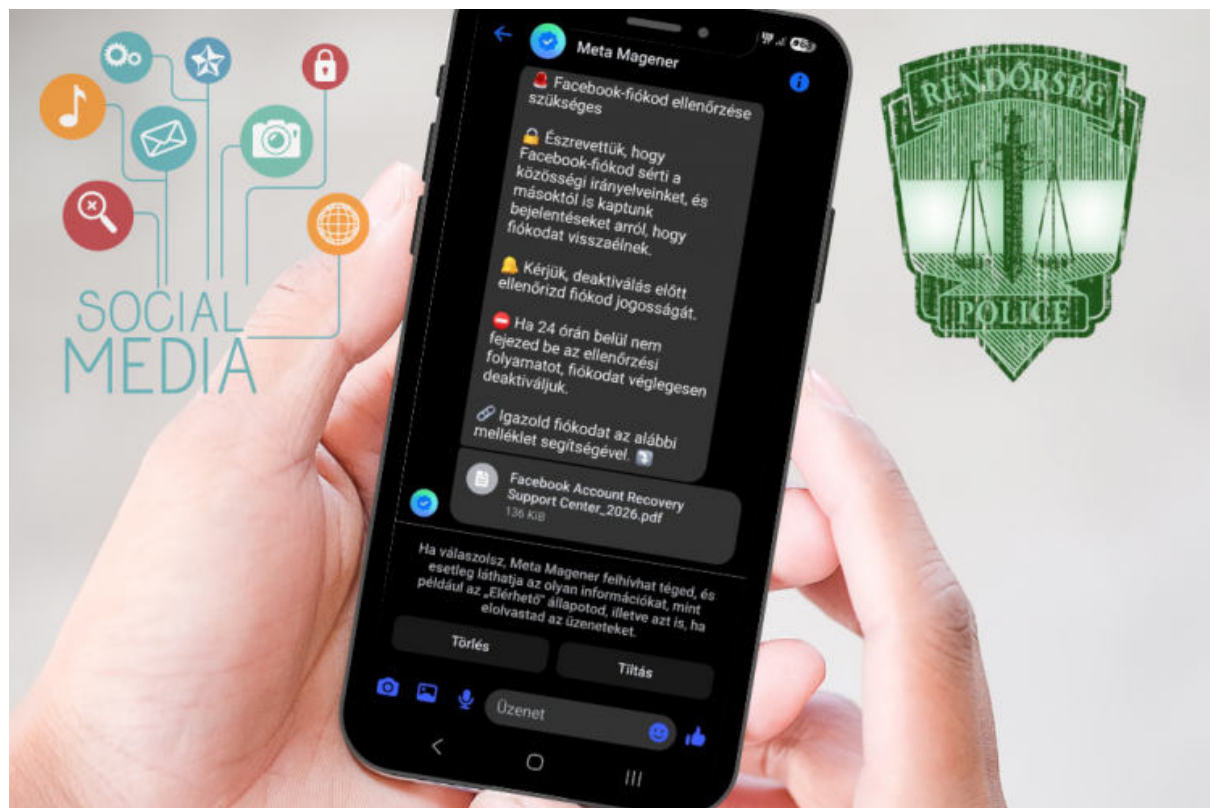 SOCIAL
MEDIA
Meta Magener
Facebook-fiókod ellenőrzése
szükséges
Észrevettük, hogy
Facebook-fiókod sérti a
közösségi irányelveinket, és
másoktól is kaptunk
bejelentéseket arról, hogy
fiókodat visszaélnek.
Kérjük, deaktiválás előtt
ellenőrizd fiókod jogosságát.
Ha 24 órán belül nem
fejezed be az ellenőrzési
folyamatot, fiókodat véglegesen
deaktiváljuk.
Igazold fiókodat az alábbi
melléklet segítségével.
Facebook Account Recovery
Support Center_2026.pdf
136 KiB
Ha válaszolsz, Meta Magener felhívhat téged, és
esetleg láthatja az olyan információkat, mint
például az „Elérhető” állapotod, illetve azt is, ha
elolvastad az üzeneteket.
Törlés
Tiltás
Üzenet
RENDŐRSÉG
POLICE